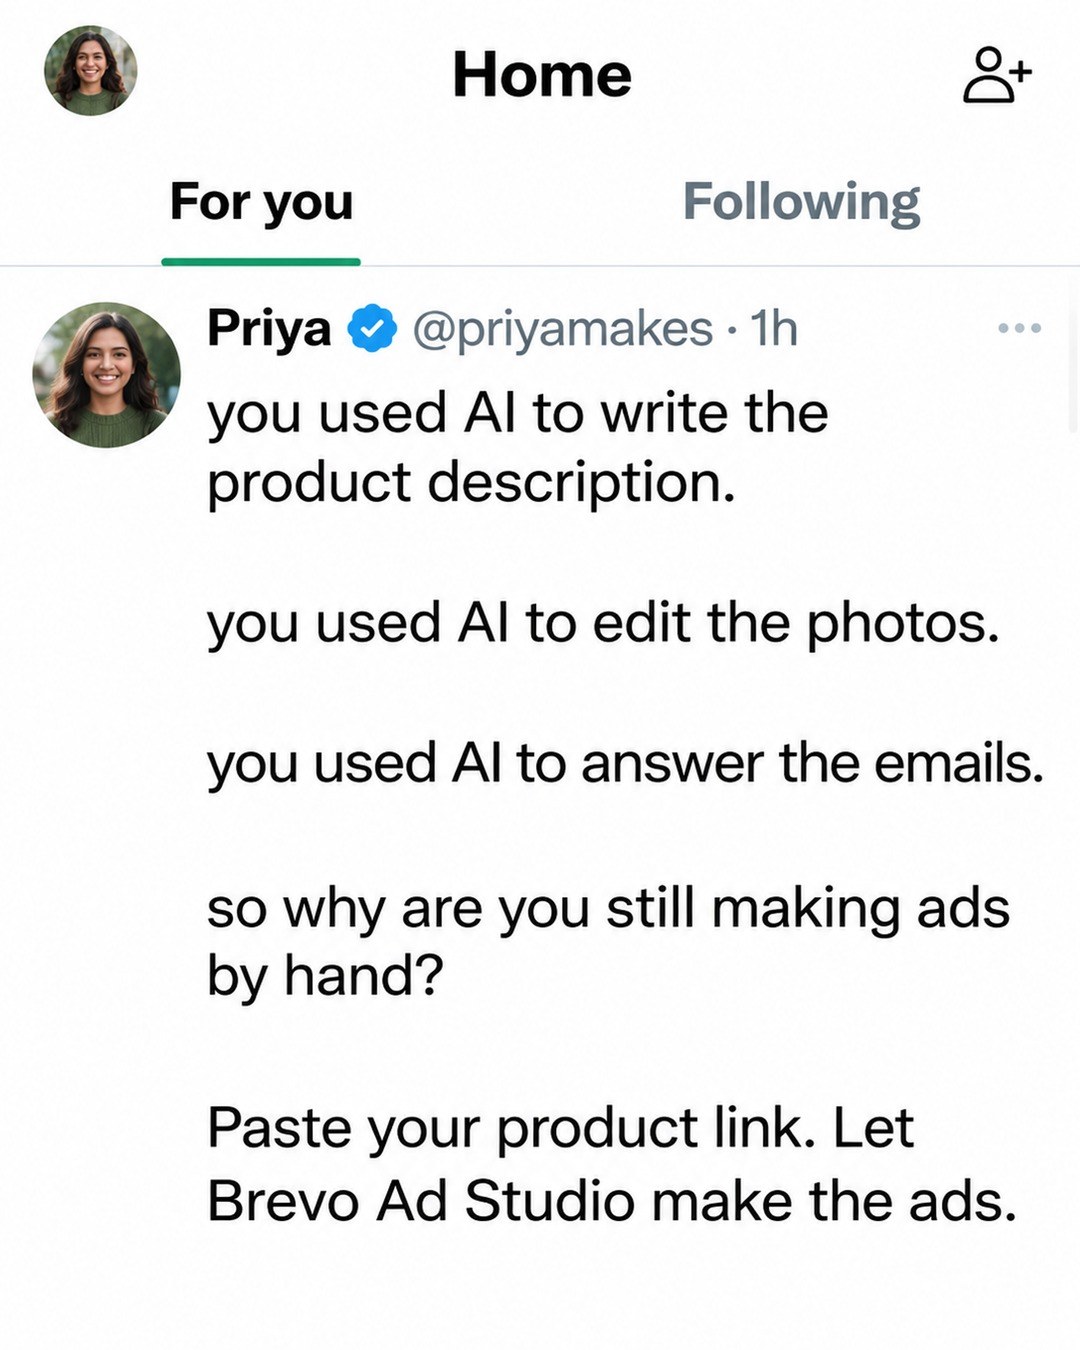 Home
For you
Following
Priya @priyamakes · 1h
you used AI to write the
product description.
you used AI to edit the photos.
you used AI to answer the emails.
so why are you still making ads
by hand?
Paste your product link. Let
Brevo Ad Studio make the ads.